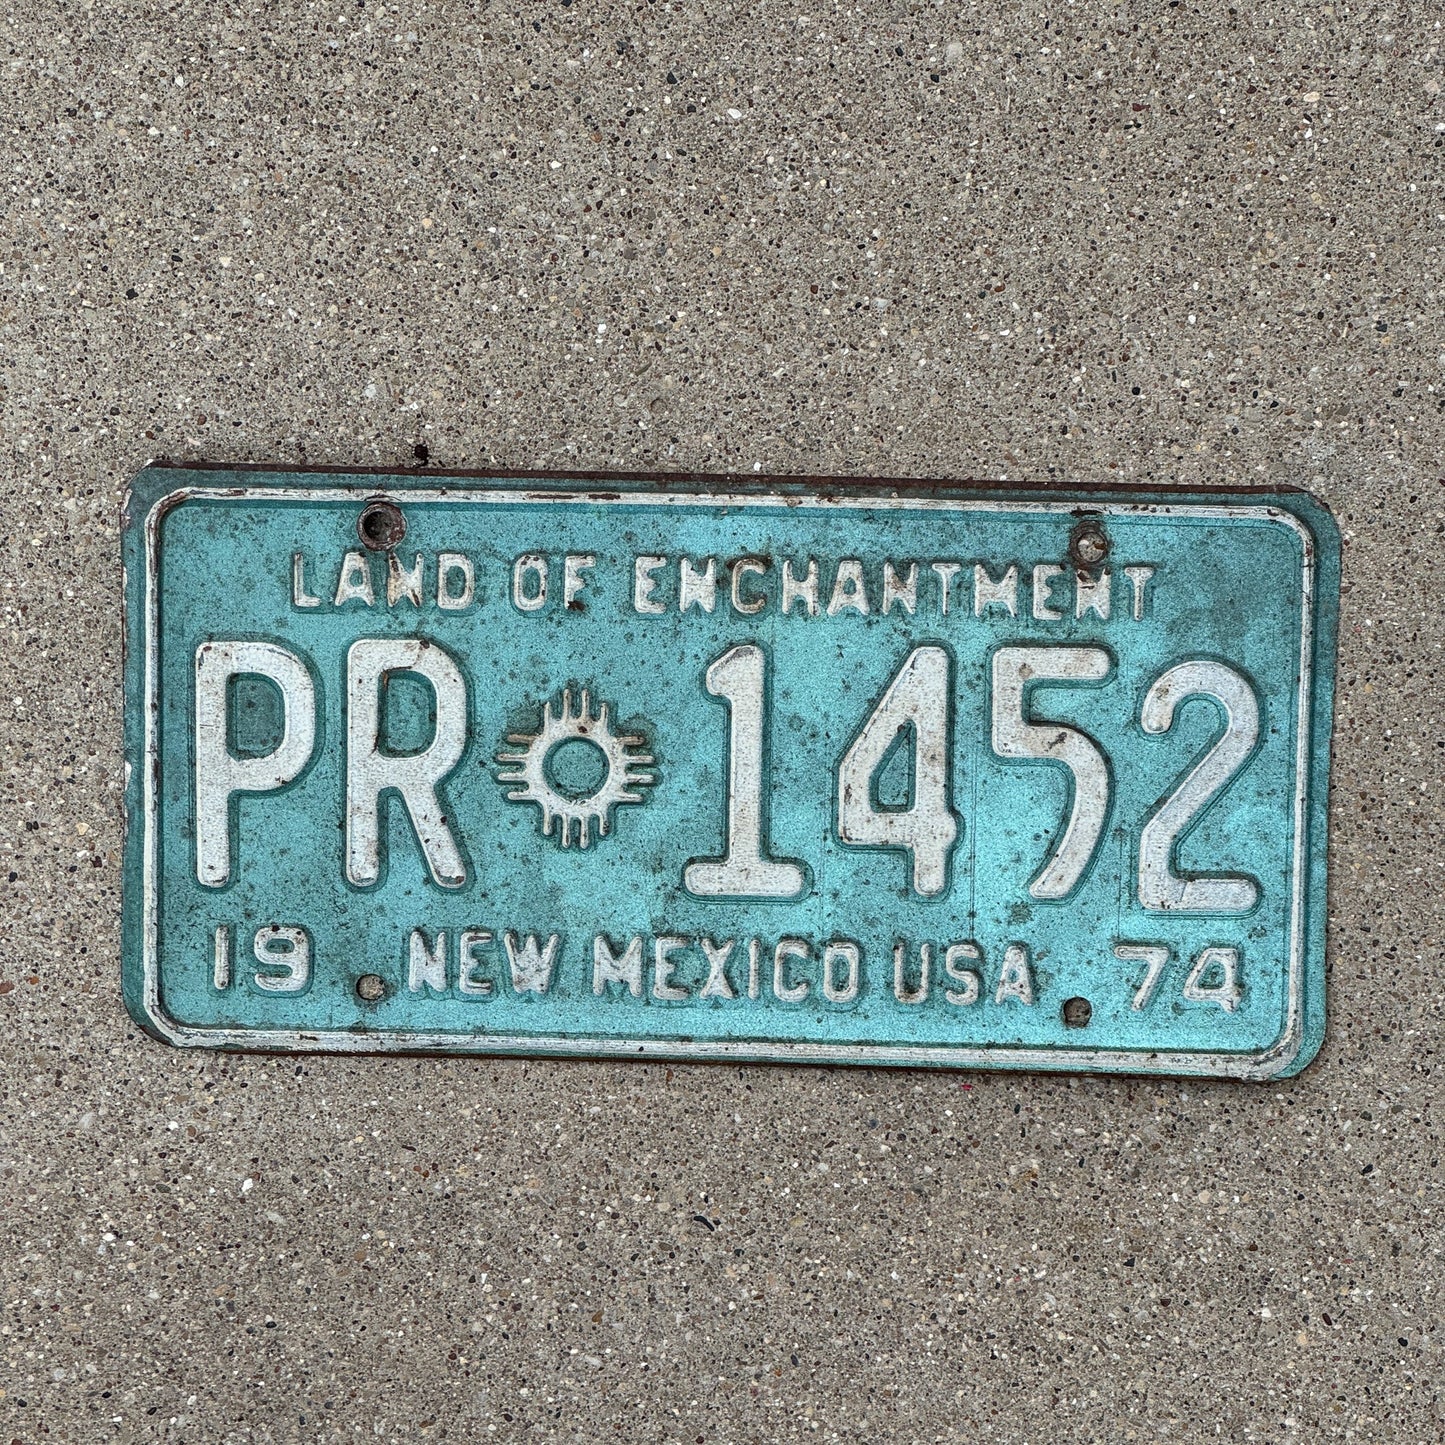 LAND OF ENCHANTMENT
PR 1452
19 NEW MEXICO USA 74